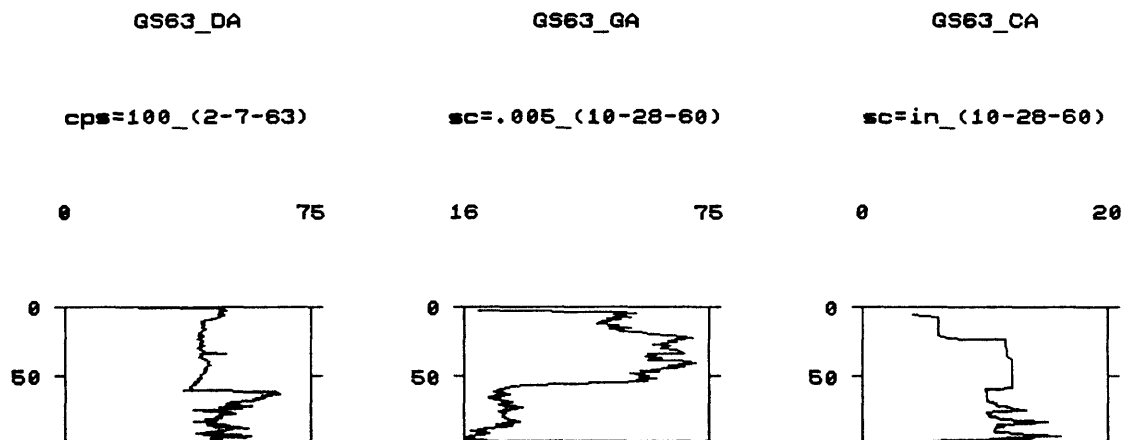 GS63_DA GS63_GA GS63_CA
cps=100_(2-7-63) sc=.005_(10-28-60) sc=in_(10-28-60)
0 75 16 75 0 20
0 0 0
50 50 50